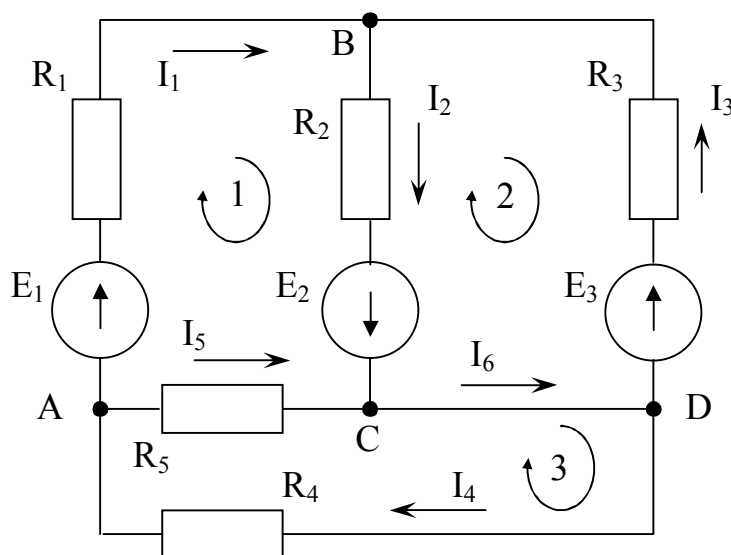 B
R₁ I₁ R₂ I₂ R₃ I₃
1 2
E₁ E₂ E₃
I₅ I₆
A C D
R₅ R₄ I₄ 3